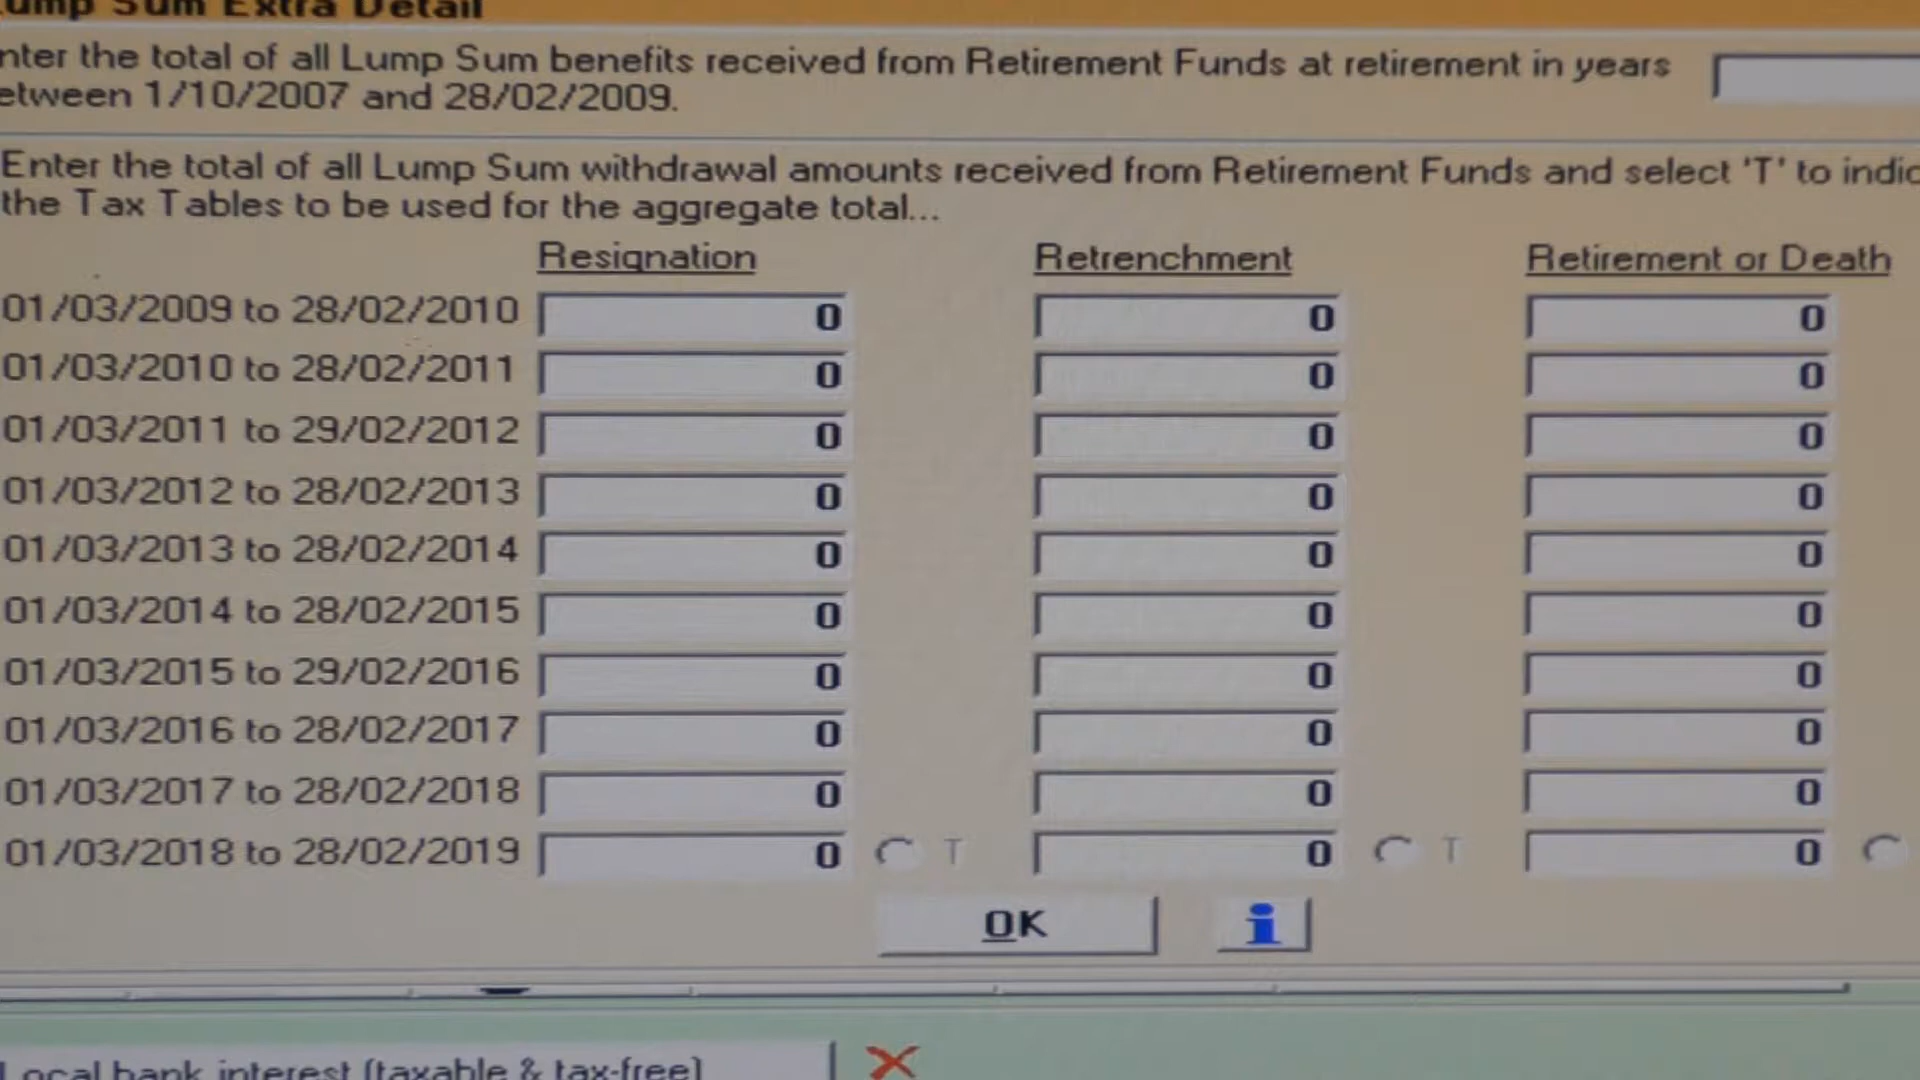 Sum Extra Detail
the total of all Lump Sum benefits received from Retirement Funds at retirement in years
1/10/2007 and 28/02/2009.
Enter the total of all Lump Sum withdrawal amounts received from Retirement Funds and select 'T' to
the Tax Tables to be used for the aggregate total...
Resignation Retrenchment Retirement or Death
01/03/2009 to 28/02/2010 0 0 0
01/03/2010 to 28/02/2011 0 0 0
01/03/2011 to 29/02/2012 0 0 0
01/03/2012 to 28/02/2013 0 0 0
01/03/2013 to 28/02/2014 0 0 0
01/03/2014 to 28/02/2015 0 0 0
01/03/2015 to 29/02/2016 0 0 0
01/03/2016 to 28/02/2017 0 0 0
01/03/2017 to 28/02/2018 0 0 0
01/03/2018 to 28/02/2019 0 T 0 T 0
OK i
Local bank interest (taxable & tax-free)